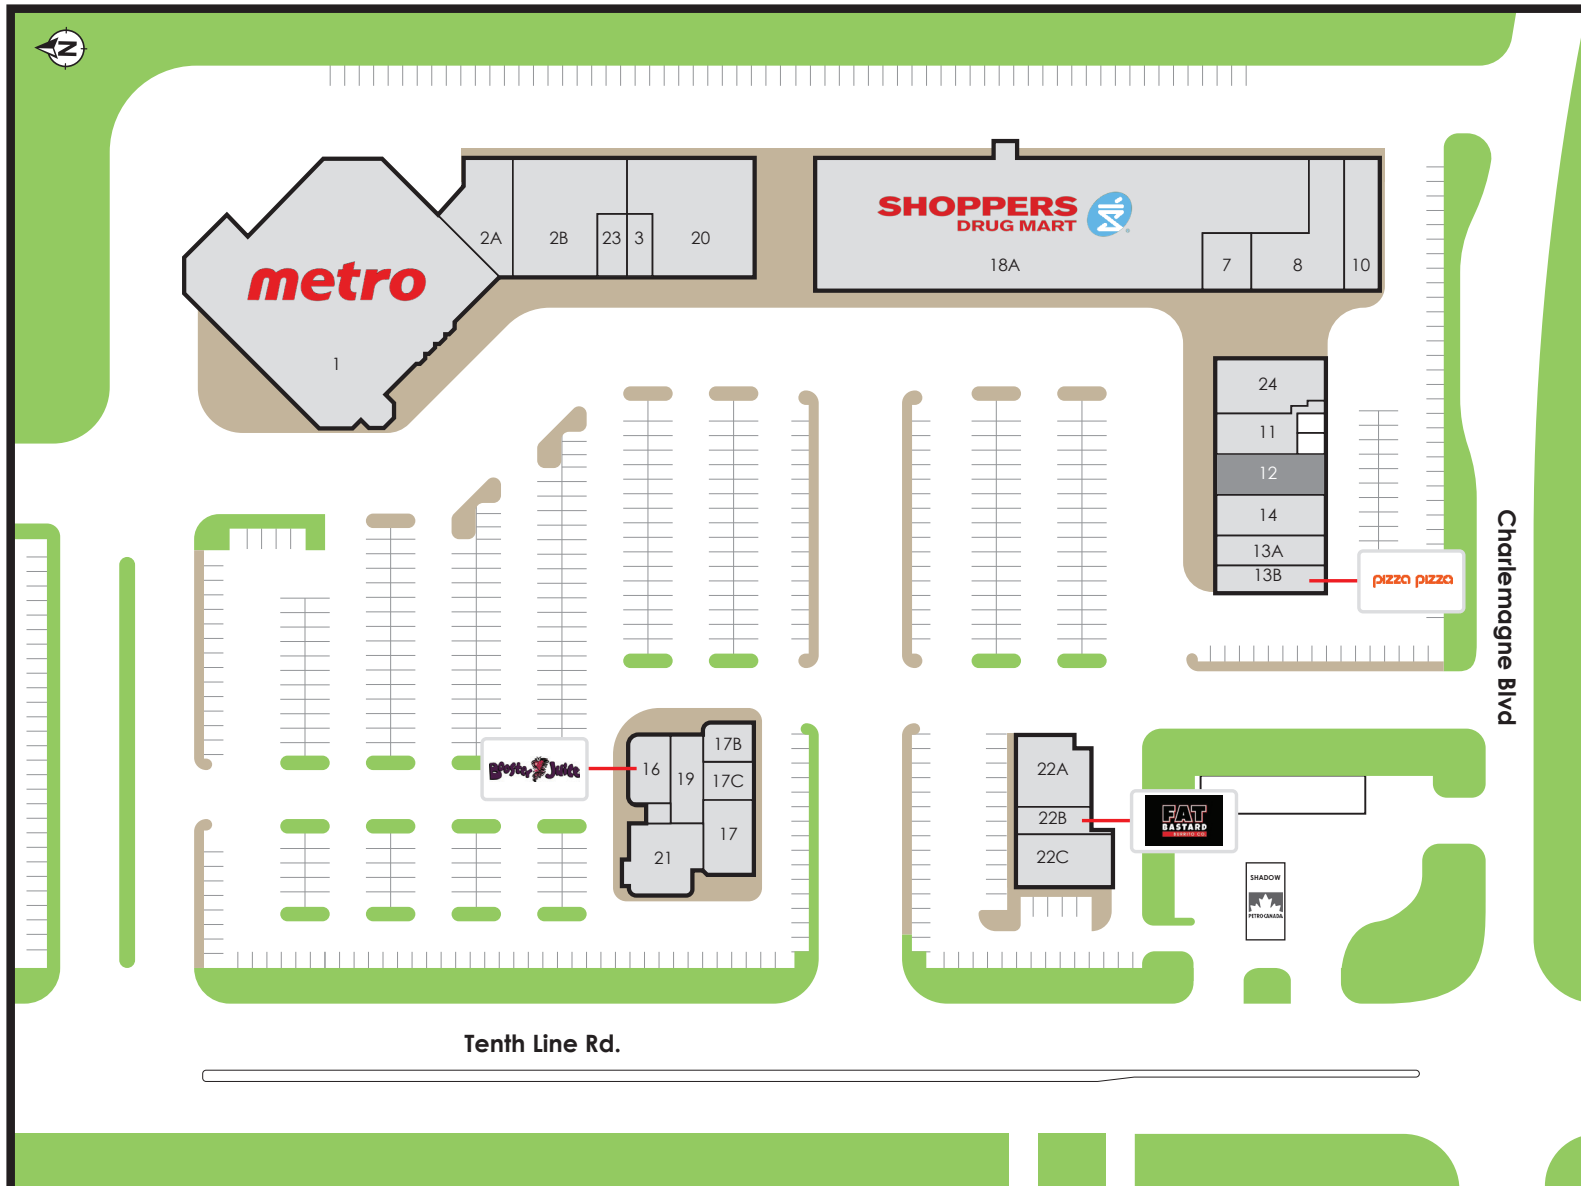 N
metro
1
2A
2B
23
3
20
SHOPPERS
DRUG MART
18A
7
8
10
24
11
12
14
13A
13B
pizza pizza
Charlemagne Blvd
Booster Juice
16
19
17B
17C
17
21
22A
22B
22C
FAT
BASTARD
BURRITO CO.
SHADOW
PETRO-CANADA
Tenth Line Rd.